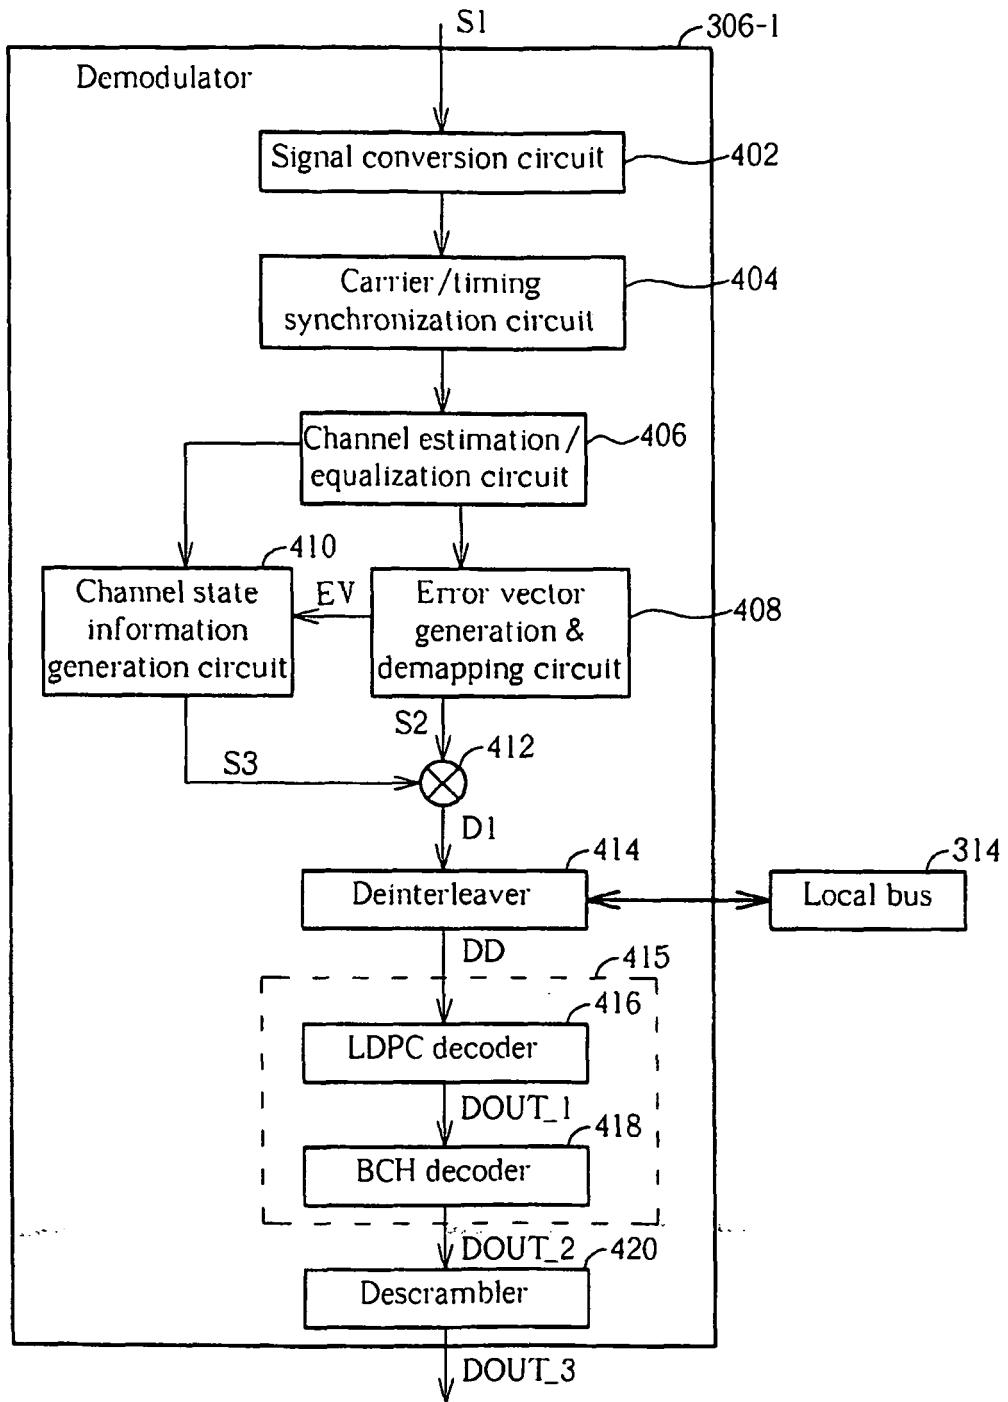 S1
306-1
Demodulator
Signal conversion circuit
402
Carrier/timing
synchronization circuit
404
Channel estimation/
equalization circuit
406
410
Channel state
information
generation circuit
EV
Error vector
generation &
demapping circuit
408
S2
412
S3
D1
414
Deinterleaver
314
Local bus
DD
415
416
LDPC decoder
DOUT_1
418
BCH decoder
DOUT_2
420
Descrambler
DOUT_3